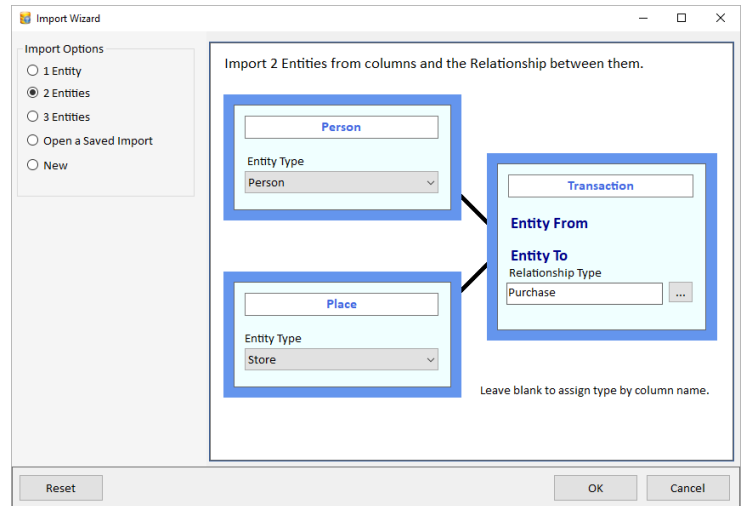 Import Wizard
Import Options
1 Entity
2 Entities
3 Entities
Open a Saved Import
New
Import 2 Entities from columns and the Relationship between them.
Person
Entity Type
Person
Place
Entity Type
Store
Transaction
Entity From
Entity To
Relationship Type
Purchase
...
Leave blank to assign type by column name.
Reset
OK
Cancel